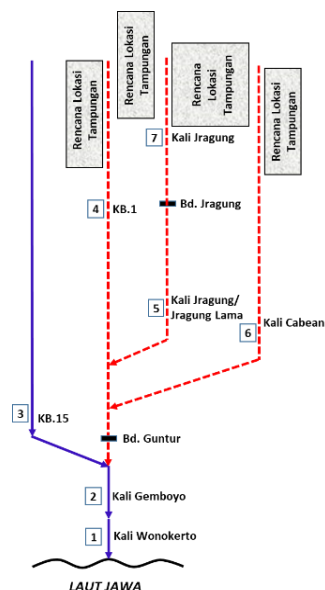 Rencana Lokasi
Tampungan
Rencana Lokasi
Tampungan
Rencana
Lokasi
Tampungan
Rencana Lokasi
Tampungan
7 Kali Jragung
4 KB.1
Bd. Jragung
5 Kali Jragung/
Jragung Lama
6 Kali Cabean
3 KB.15
Bd. Guntur
2 Kali Gemboyo
1 Kali Wonokerto
LAUT JAWA